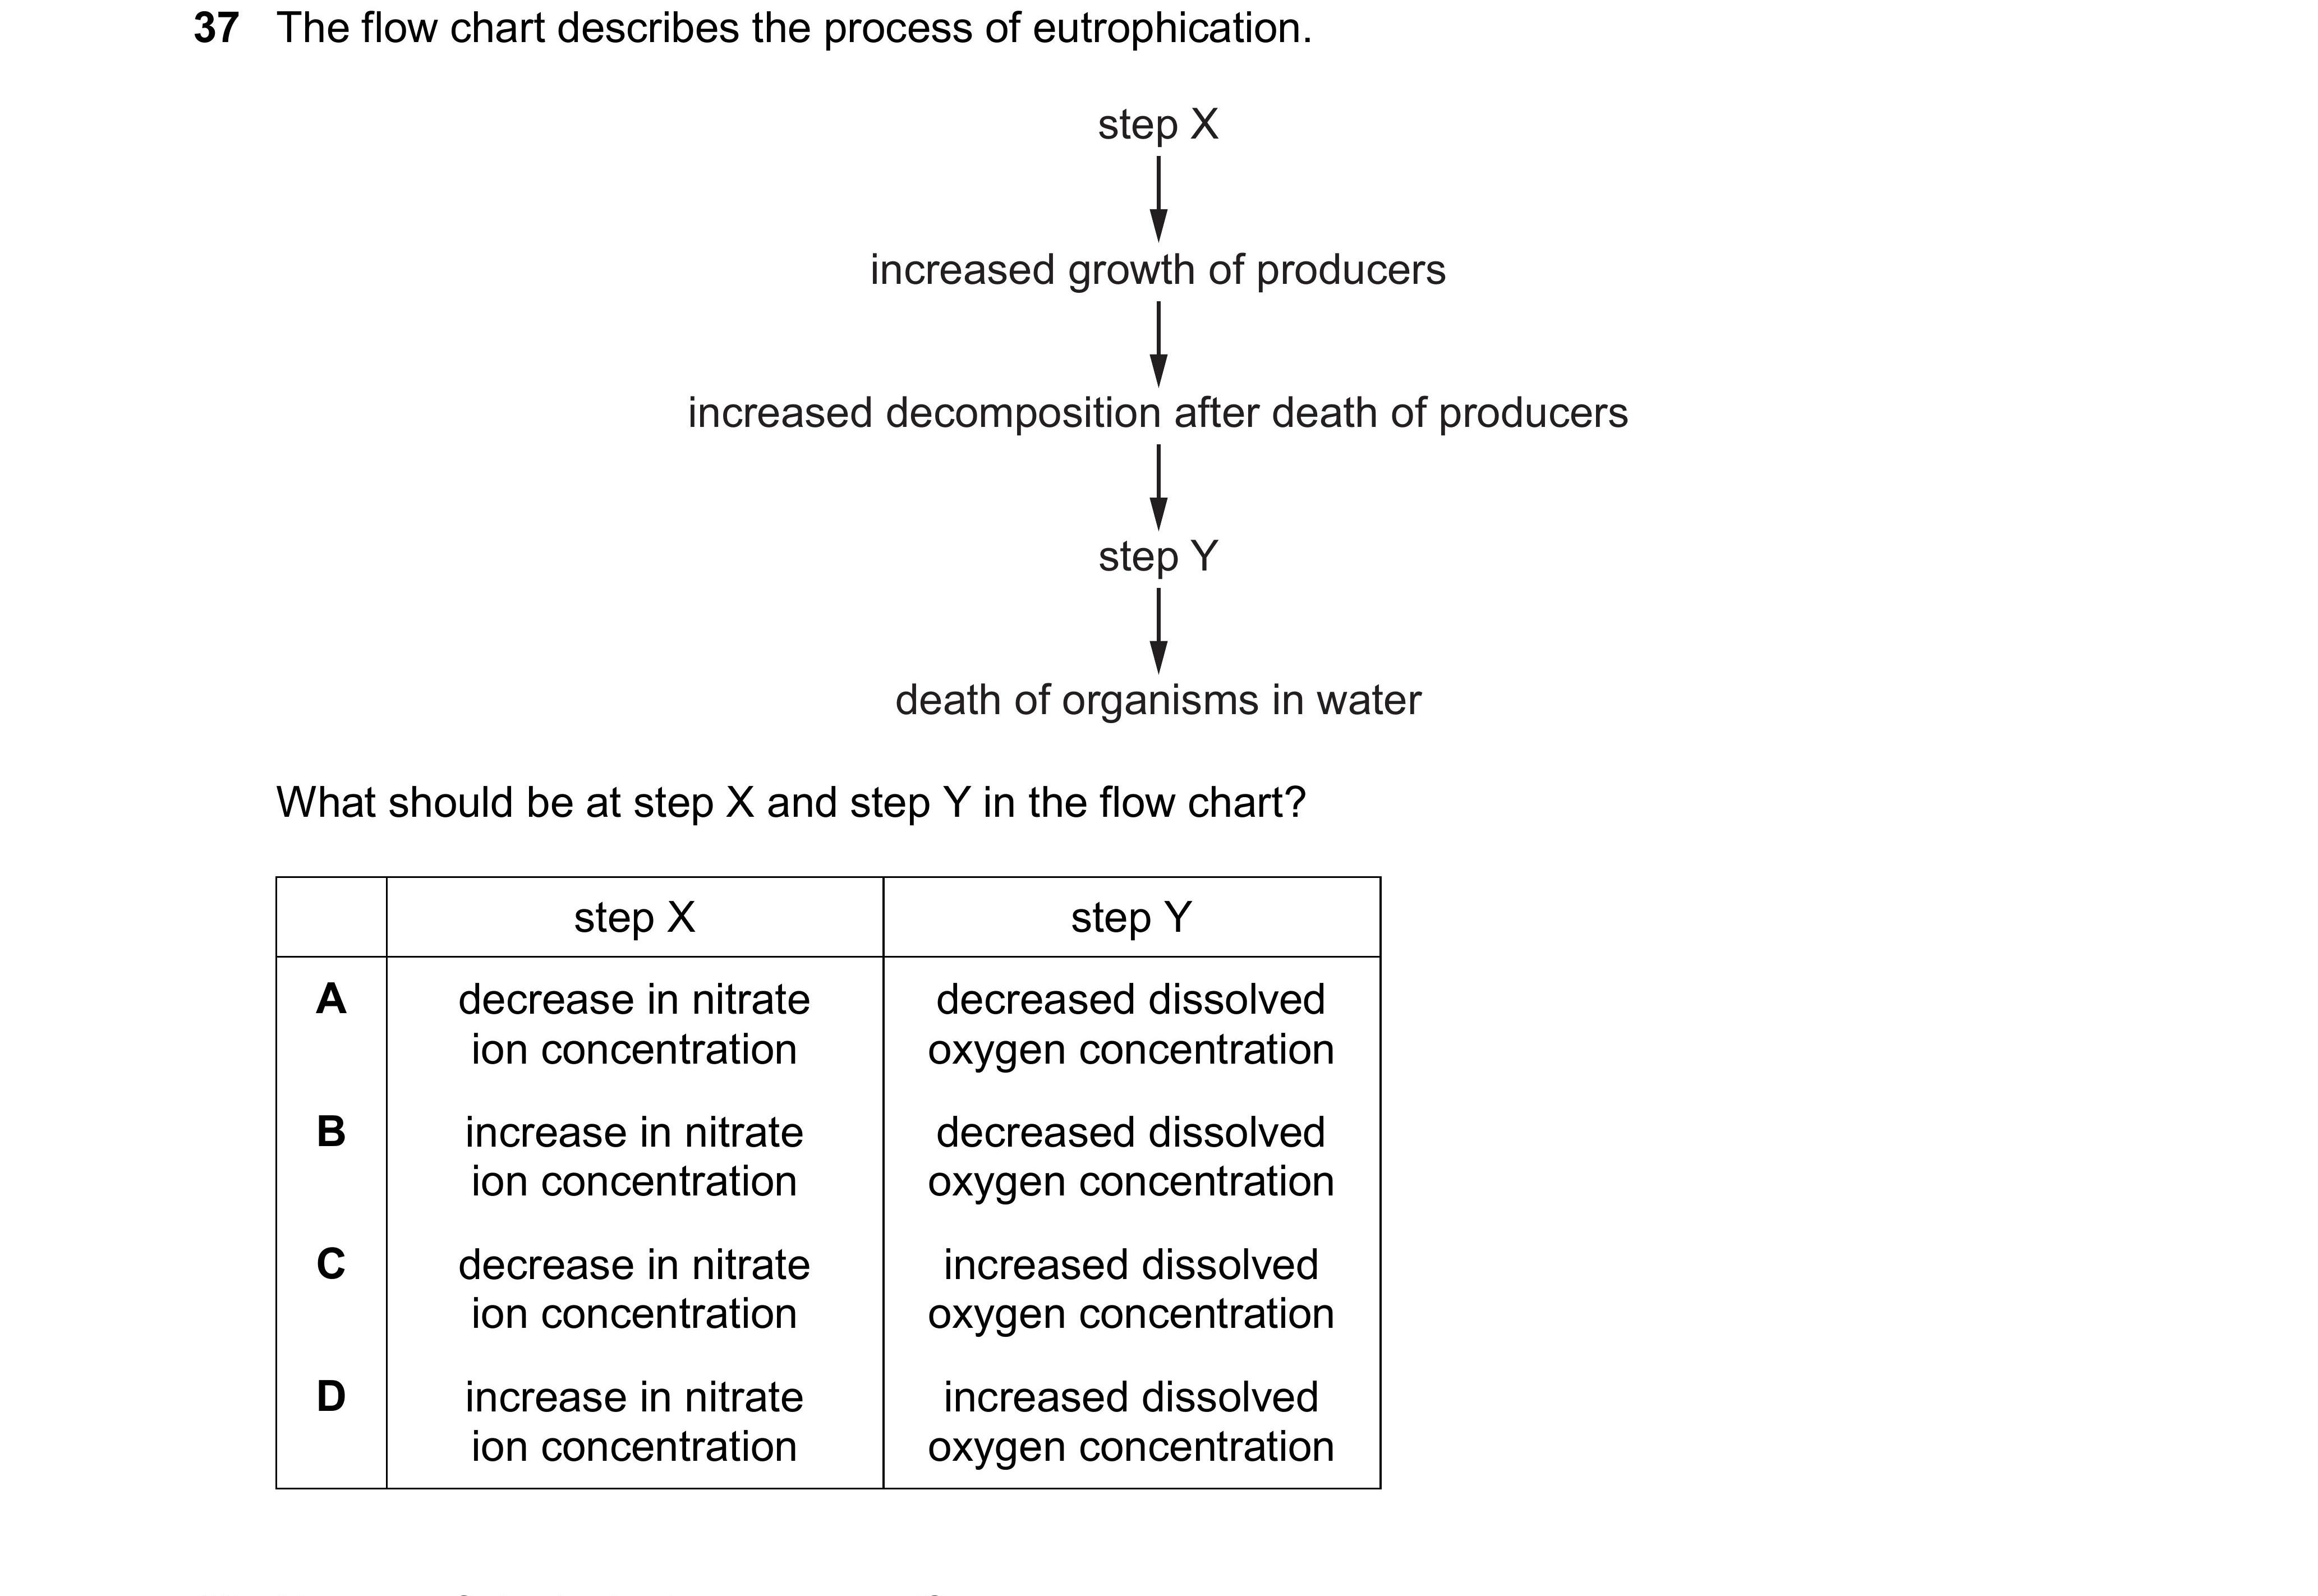 37 The flow chart describes the process of eutrophication.
step X
increased growth of producers
increased decomposition after death of producers
step Y
death of organisms in water
What should be at step X and step Y in the flow chart?
step X step Y
A decrease in nitrate decreased dissolved
ion concentration oxygen concentration
B increase in nitrate decreased dissolved
ion concentration oxygen concentration
C decrease in nitrate increased dissolved
ion concentration oxygen concentration
D increase in nitrate increased dissolved
ion concentration oxygen concentration